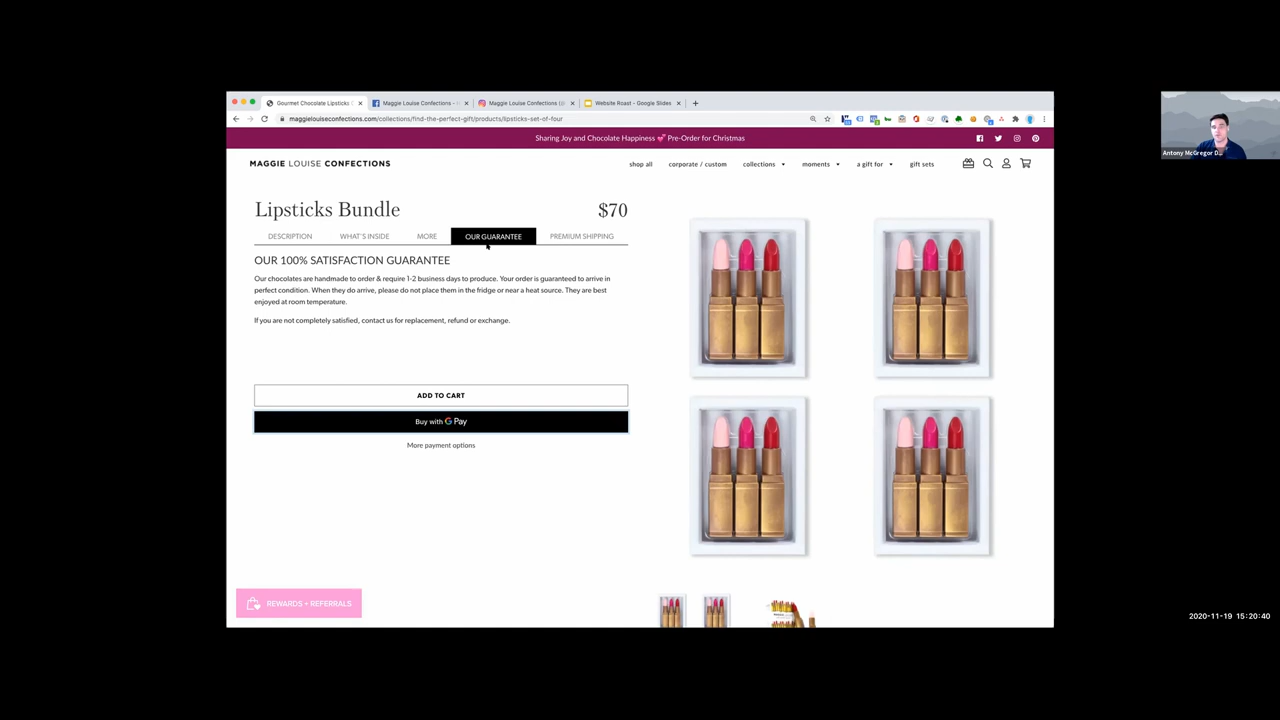 Gourmet Chocolate Lipsticks
Maggie Louise Confections -
Maggie Louise Confections (@
Website Roast - Google Slides
maggielouiseconfections.com/collections/find-the-perfect-gift/products/lipsticks-set-of-four
Sharing Joy and Chocolate Happiness 💞 Pre-Order for Christmas
MAGGIE LOUISE CONFECTIONS
shop all corporate / custom collections moments a gift for gift sets
Lipsticks Bundle $70
DESCRIPTION WHAT'S INSIDE MORE OUR GUARANTEE PREMIUM SHIPPING
OUR 100% SATISFACTION GUARANTEE
Our chocolates are handmade to order & require 1-2 business days to produce. Your order is guaranteed to arrive in
perfect condition. When they do arrive, please do not place them in the fridge or near a heat source. They are best
enjoyed at room temperature.
If you are not completely satisfied, contact us for replacement, refund or exchange.
ADD TO CART
Buy with G Pay
More payment options
REWARDS + REFERRALS
Antony McGregor D...
2020-11-19 15:20:40